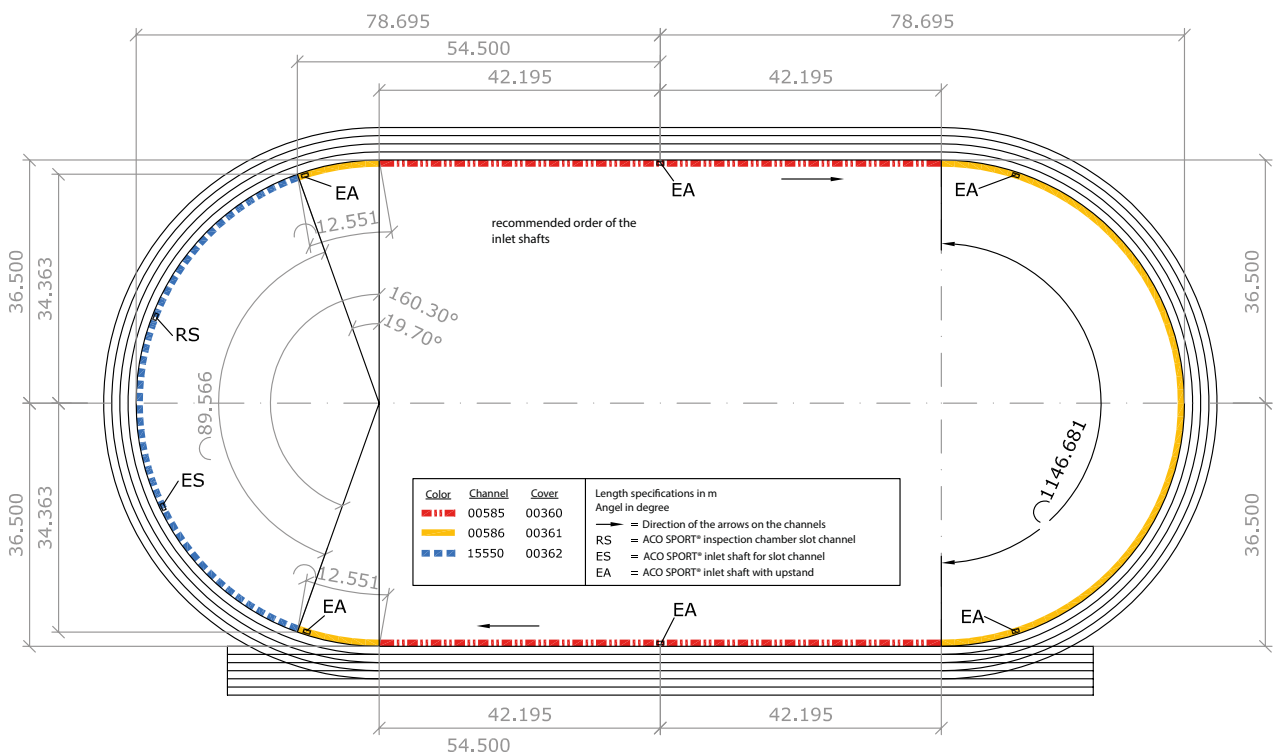 78.695 78.695
54.500
42.195 42.195
EA EA EA
recommended order of the
inlet shafts
12.551
36.500 34.363 36.500
160.30°
19.70°
RS
89.566
ES
1146.681
36.500 34.363 36.500
Color Channel Cover
00585 00360
00586 00361
15550 00362
Length specifications in m
Angel in degree
= Direction of the arrows on the channels
RS = ACO SPORT® inspection chamber slot channel
ES = ACO SPORT® inlet shaft for slot channel
EA = ACO SPORT® inlet shaft with upstand
12.551
EA EA EA
42.195 42.195
54.500